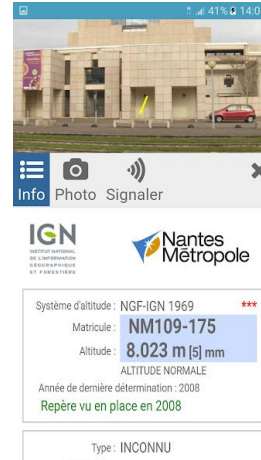 41% 14:0
Info Photo Signaler
IGN
INSTITUT NATIONAL
DE L'INFORMATION
GEOGRAPHIQUE
ET FORESTIERE
Nantes
Métropole
Système d'altitude : NGF-IGN 1969 ***
Matricule : NM109-175
Altitude : 8.023 m [5] mm
ALTITUDE NORMALE
Année de dernière détermination : 2008
Repère vu en place en 2008
Type : INCONNU